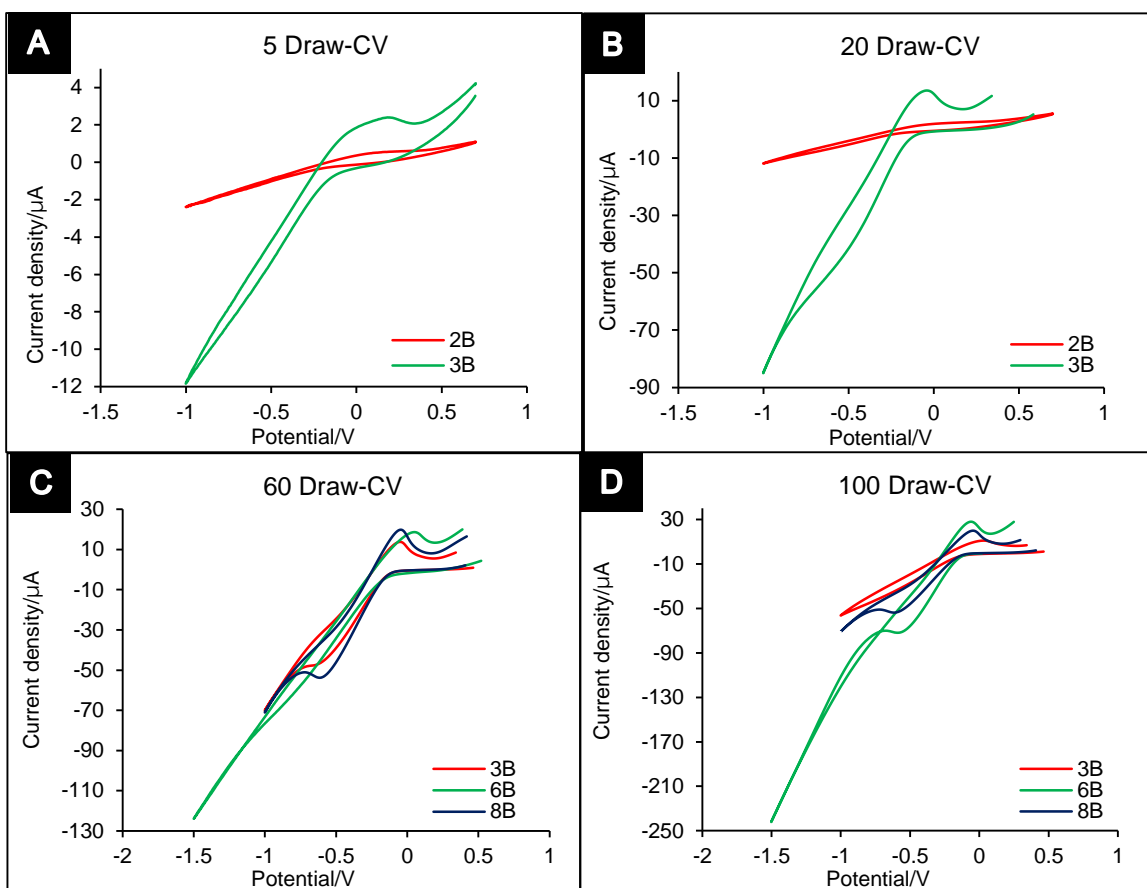 A
5 Draw-CV
4
2
0
-2
-4
-6
-8
-10
-12
-1.5
-1
-0.5
0
0.5
1
Current density/µA
Potential/V
2B
3B
B
20 Draw-CV
10
-10
-30
-50
-70
-90
-1.5
-1
-0.5
0
0.5
1
Current density/µA
Potential/V
2B
3B
C
60 Draw-CV
30
10
-10
-30
-50
-70
-90
-110
-130
-2
-1.5
-1
-0.5
0
0.5
1
Current density/µA
Potential/V
3B
6B
8B
D
100 Draw-CV
30
-10
-50
-90
-130
-170
-210
-250
-2
-1.5
-1
-0.5
0
0.5
1
Current density/µA
Potential/V
3B
6B
8B